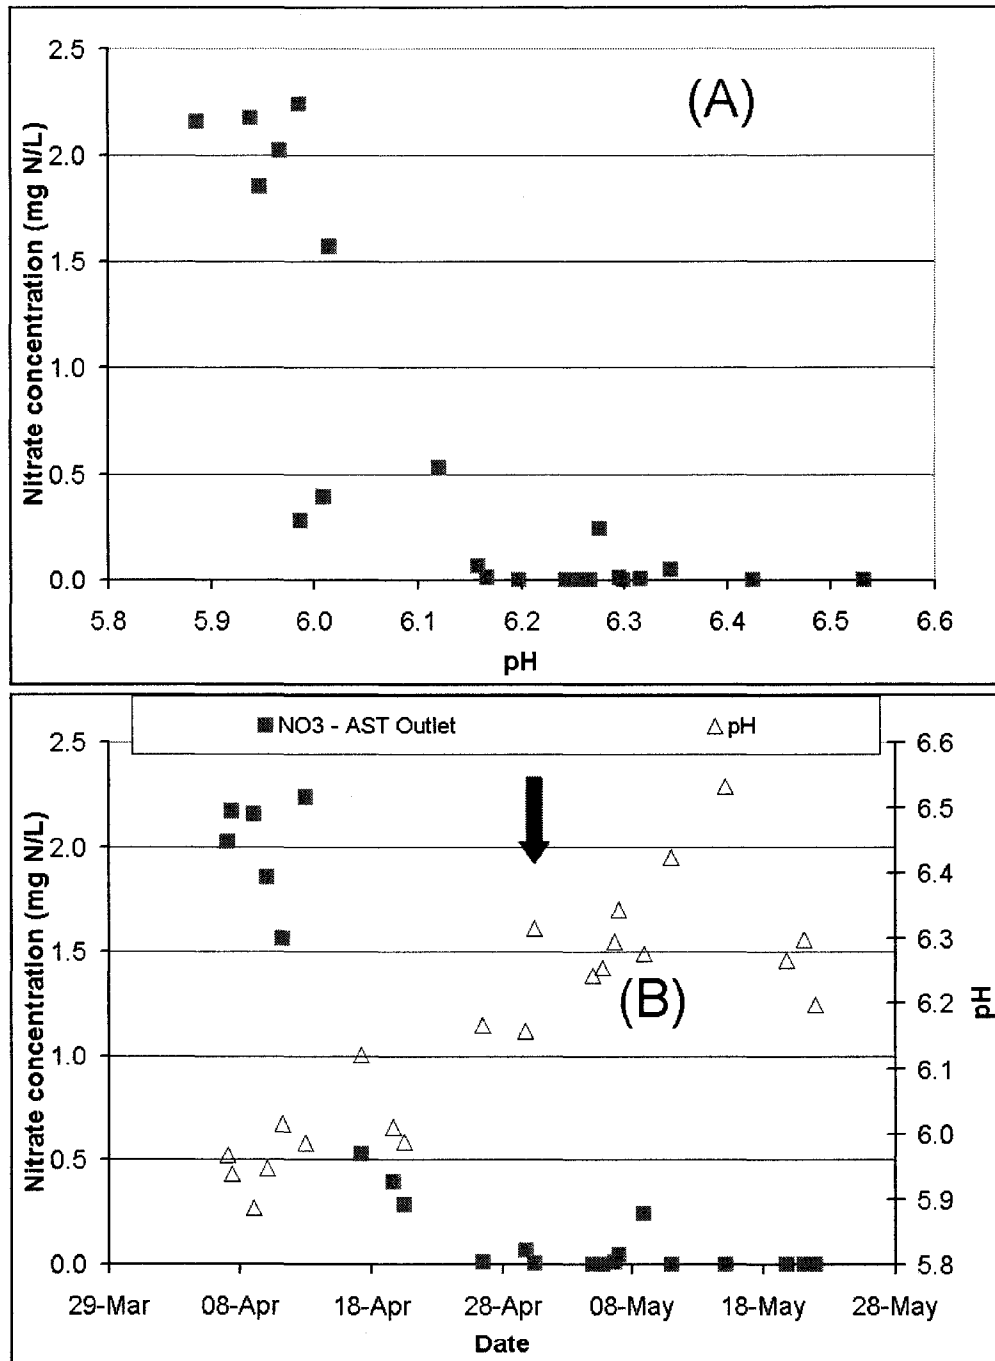 2.5
(A)
2.0
1.5
1.0
0.5
0.0
Nitrate concentration (mg N/L)
5.8 5.9 6.0 6.1 6.2 6.3 6.4 6.5 6.6
pH
NO3 - AST Outlet pH
2.5 6.6
6.5
2.0
6.4
1.5 6.3
(B)
6.2
1.0
6.1
6.0
0.5
5.9
0.0 5.8
Nitrate concentration (mg N/L)
pH
29-Mar 08-Apr 18-Apr 28-Apr 08-May 18-May 28-May
Date